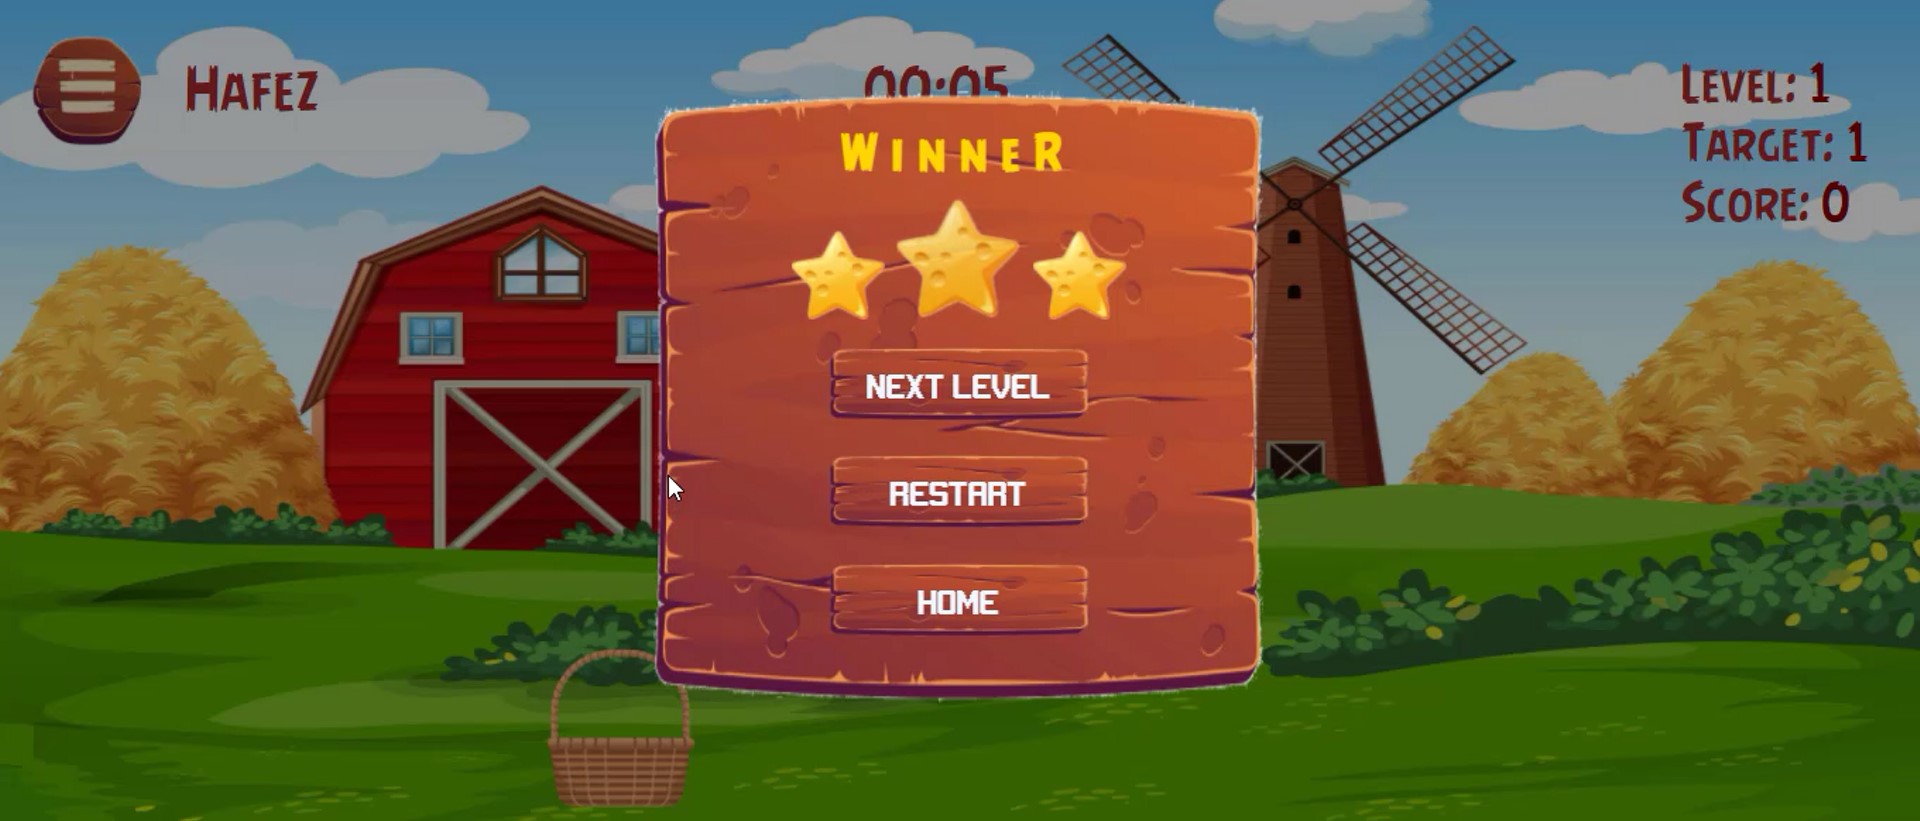 HAFEZ
00:05
LEVEL: 1
TARGET: 1
SCORE: 0
WINNER
NEXT LEVEL
RESTART
HOME